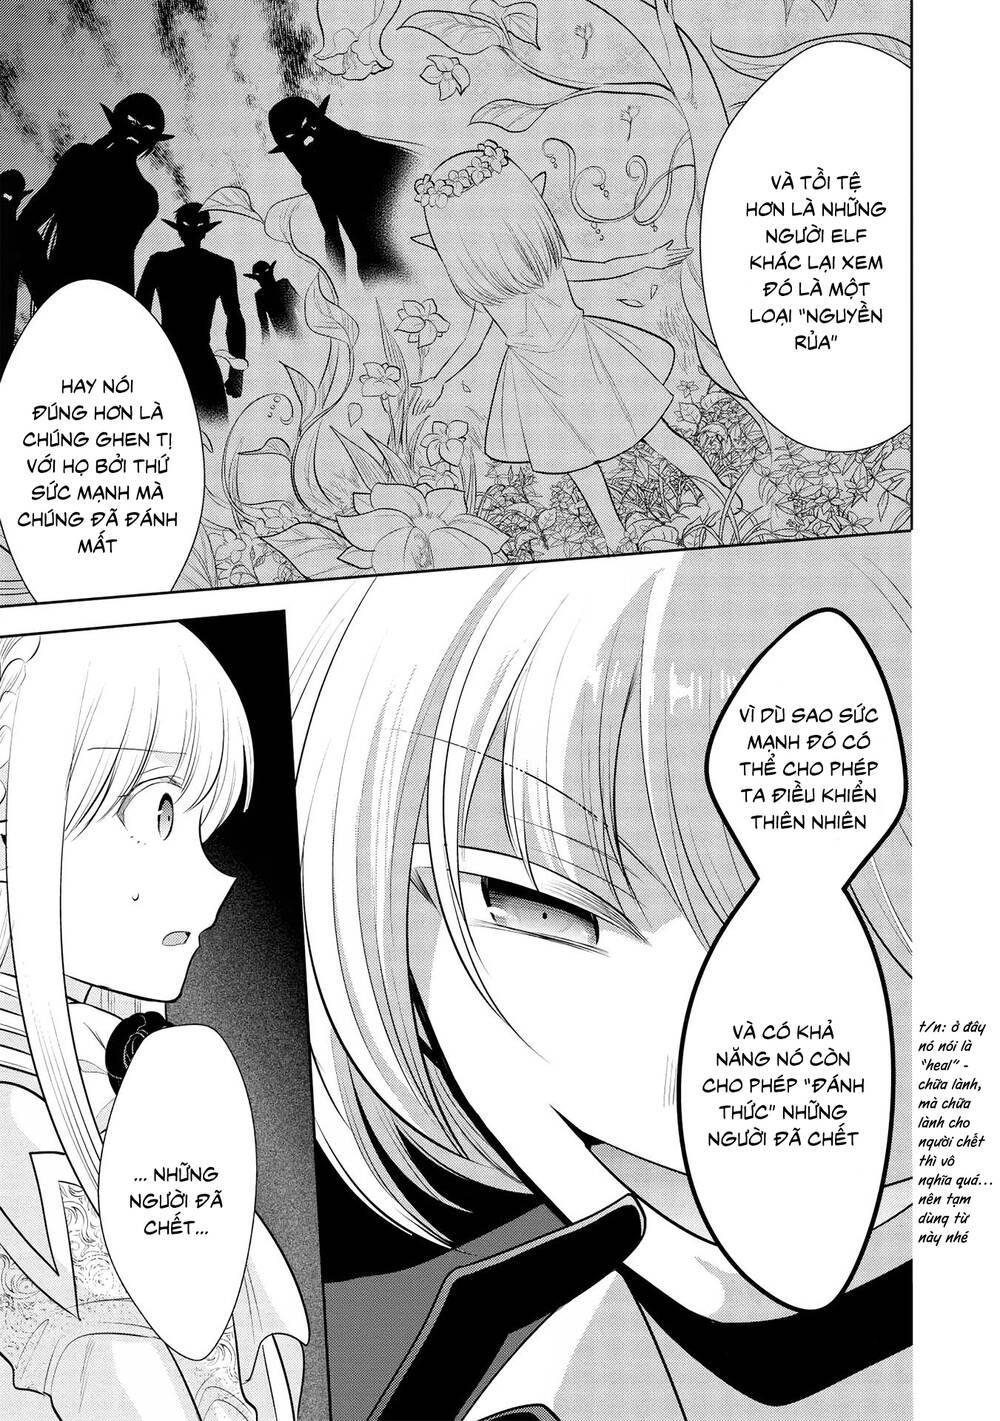 VÀ TỒI TỆ
HƠN LÀ NHỮNG
NGƯỜI ELF
KHÁC LẠI XEM
ĐÓ LÀ MỘT
LOẠI "NGUYỀN
RỦA"
HAY NÓI
ĐÚNG HƠN LÀ
CHÚNG GHEN TỊ
VỚI HỌ BỞI THỨ
SỨC MẠNH MÀ
CHÚNG ĐÃ ĐÁNH
MẤT
VÌ DÙ SAO SỨC
MẠNH ĐÓ CÓ
THỂ CHO PHÉP
TA ĐIỀU KHIỂN
THIÊN NHIÊN
VÀ CÓ KHẢ
NĂNG NÓ CÒN
CHO PHÉP "ĐÁNH
THỨC" NHỮNG
NGƯỜI ĐÃ CHẾT
t/n: ở đây
nó nói là
"heal" -
chữa lành,
mà chữa
lành cho
người chết
thì vô
nghĩa quá...
nên tạm
dùng từ
này nhé
... NHỮNG
NGƯỜI ĐÃ
CHẾT...